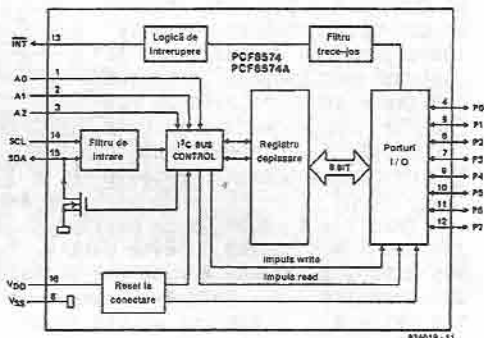 INT
13
Logică de
intrerupere
PCF8574
PCF8574A
Filtru
trece-jos
A0
1
A1
2
A2
3
SCL
14
SDA
15
Filtru de
intrare
I²C BUS
CONTROL
Registru
deplasare
8 BIT
Porturi
I/O
4
P0
5
P1
6
P2
7
P3
9
P4
10
P5
11
P6
12
P7
Impuls write
Impuls read
VDD
16
VSS
8
Reset la
conectare
924019 - 11